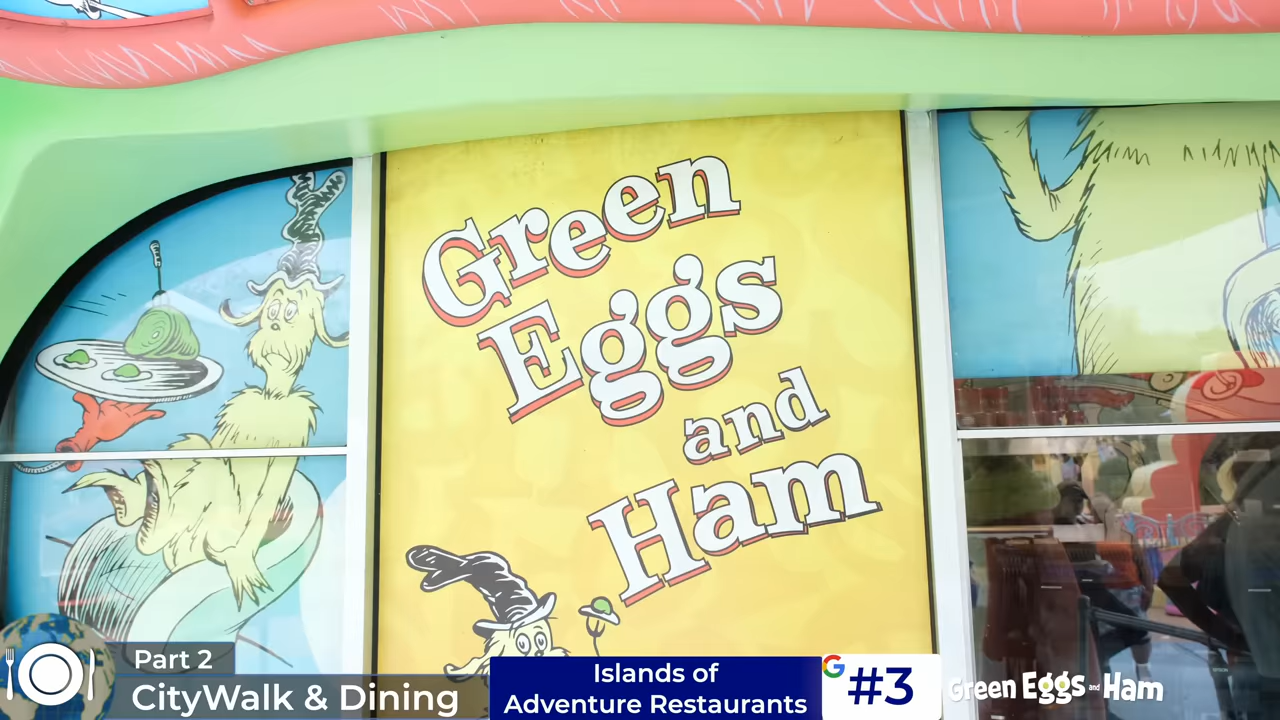 Green
Eggs
and
Ham
Part 2
CityWalk & Dining
Islands of
Adventure Restaurants
G
#3
Green Eggs and Ham